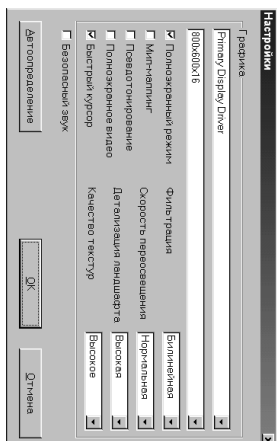 Настройки
Графика
Primary Display Driver
800x600x16
Полноэкранный режим
Фильтрация
Билинейная
Мип-маппинг
Скорость переосвещения
Нормальная
Псевдотонирование
Детализация ландшафта
Высокая
Полноэкранное видео
Качество текстур
Высокое
Быстрый курсор
Безопасный звук
Автоопределение
OK
Отмена